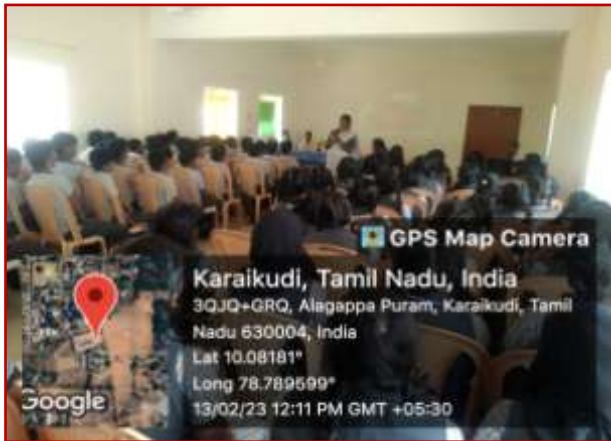 GPS Map Camera
Karaikudi, Tamil Nadu, India
3QJQ+GRQ, Alagappa Puram, Karaikudi, Tamil
Nadu 630004, India
Lat 10.08181°
Long 78.789599°
13/02/23 12:11 PM GMT +05:30
Google